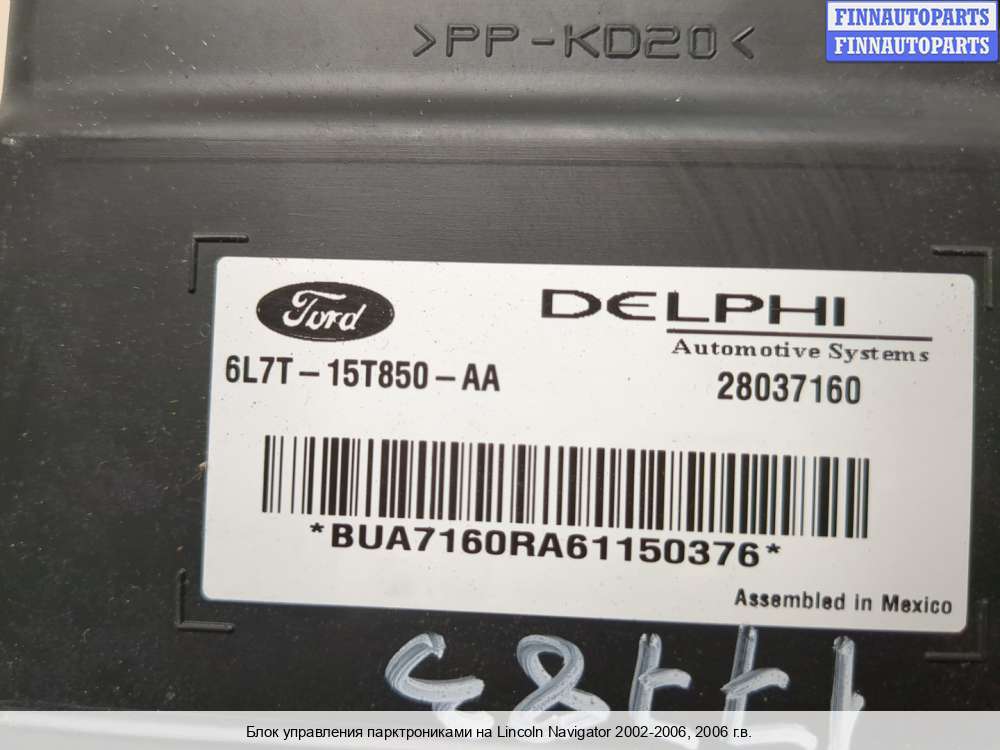 >PP-KD20<
FINNAUTOPARTS
FINNAUTOPARTS
Ford
DELPHI
Automotive Systems
6L7T-15T850-AA
28037160
*BUA7160RA61150376*
Assembled in Mexico
Блок управления парктрониками на Lincoln Navigator 2002-2006, 2006 г.в.